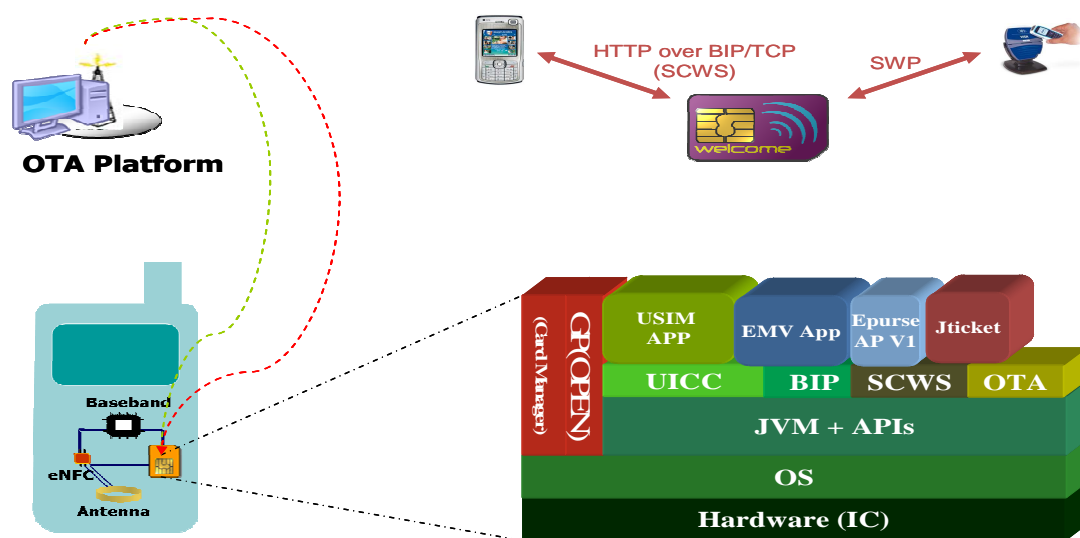 HTTP over BIP/TCP
(SCWS)
SWP
welcome
OTA Platform
Baseband
eNFC
Antenna
GP(OPEN)
(Card Manager)
USIM
APP
EMV App
Epurse
AP V1
Jticket
UICC
BIP
SCWS
OTA
JVM + APIs
OS
Hardware (IC)